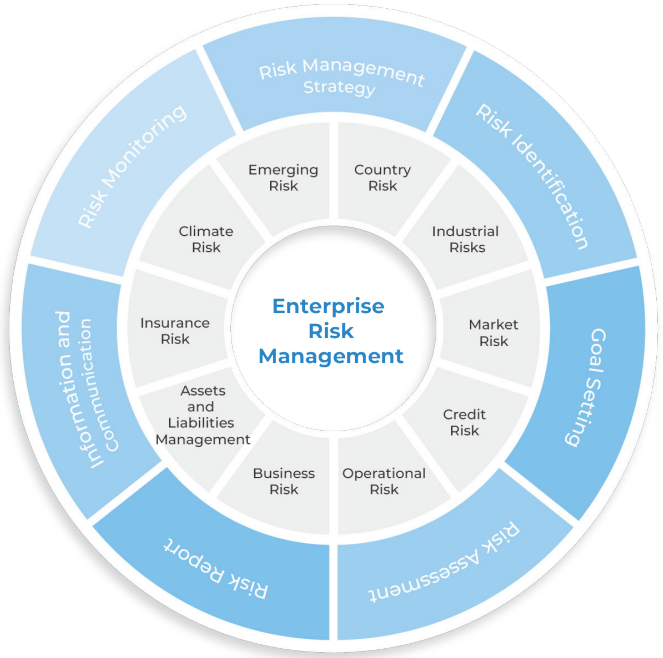 Risk Management
Strategy
Risk Identification
Goal Setting
Risk Assessment
Risk Report
Information and
Communication
Risk Monitoring
Emerging
Risk
Country
Risk
Industrial
Risks
Market
Risk
Credit
Risk
Operational
Risk
Business
Risk
Assets
and
Liabilities
Management
Insurance
Risk
Climate
Risk
Enterprise
Risk
Management